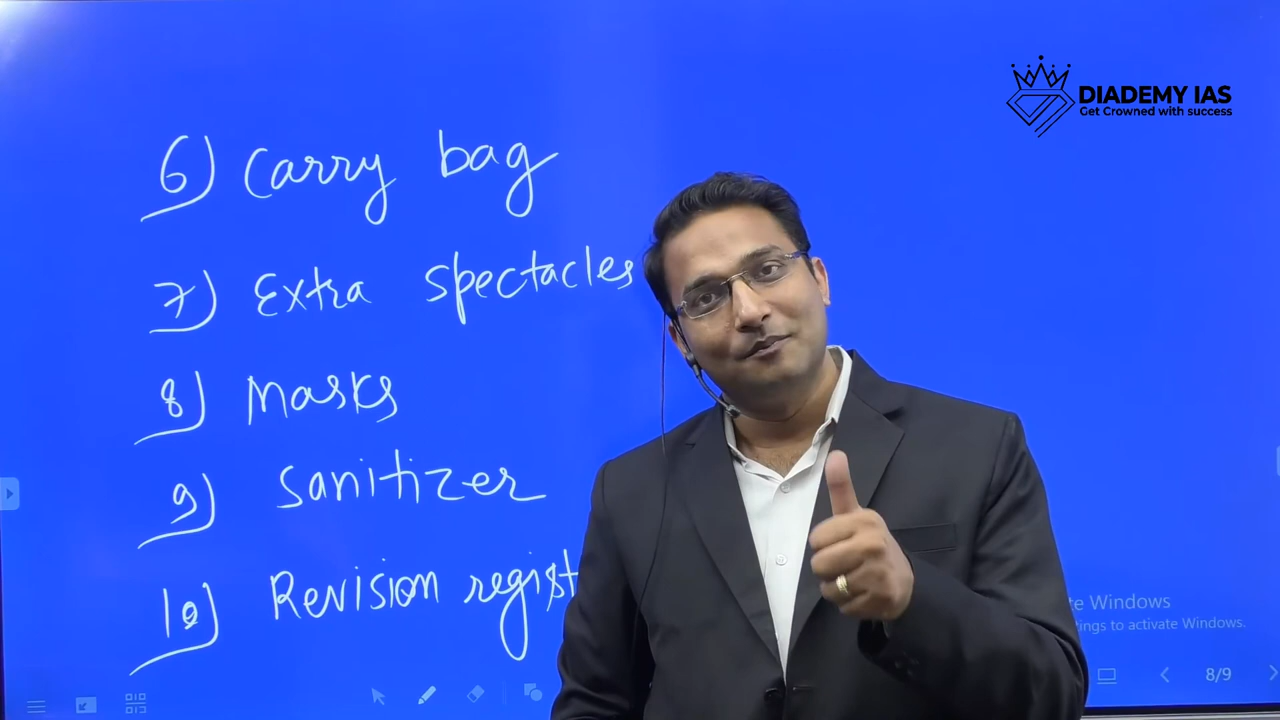 DIADEMY IAS
Get Crowned with success
6) Carry bag
7) Extra spectacles
8) Masks
9) Sanitizer
10) Revision regist
te Windows
tings to activate Windows.
8/9